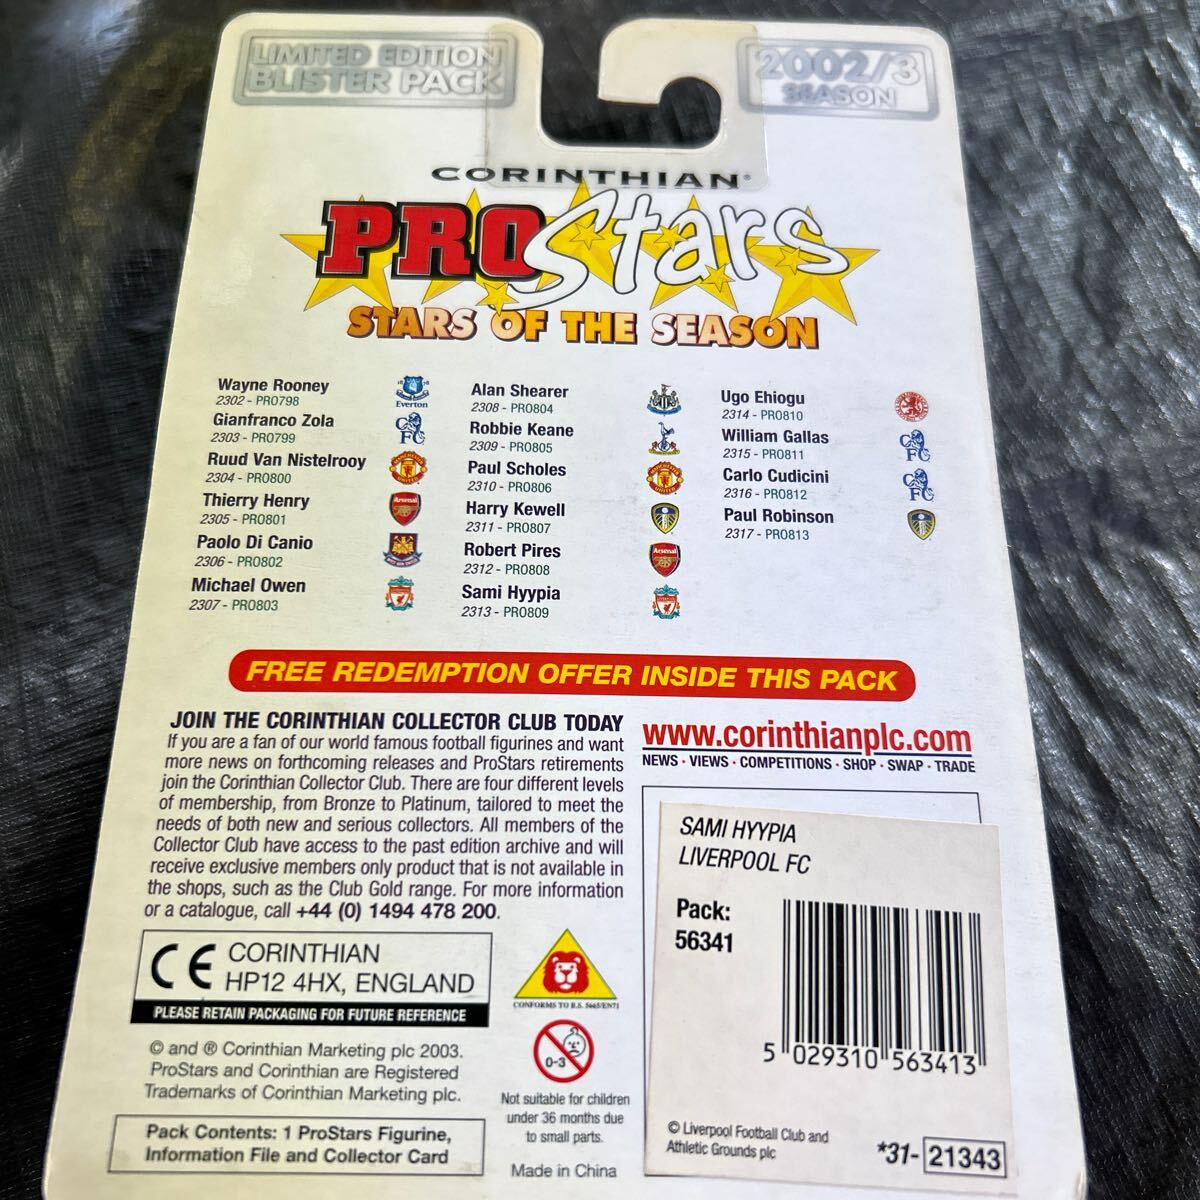 LIMITED EDITION
BLISTER PACK
2002/3
SEASON
CORINTHIAN®
PROStars
STARS OF THE SEASON
Wayne Rooney
2302 - PRO798
Everton
Gianfranco Zola
2303 - PRO799
Ruud Van Nistelrooy
2304 - PRO800
Thierry Henry
2305 - PRO801
Arsenal
Paolo Di Canio
2306 - PRO802
Michael Owen
2307 - PRO803
Alan Shearer
2308 - PRO804
Robbie Keane
2309 - PRO805
Paul Scholes
2310 - PRO806
Harry Kewell
2311 - PRO807
Robert Pires
2312 - PRO808
Arsenal
Sami Hyypia
2313 - PRO809
Ugo Ehiogu
2314 - PRO810
William Gallas
2315 - PRO811
Carlo Cudicini
2316 - PRO812
Paul Robinson
2317 - PRO813
FREE REDEMPTION OFFER INSIDE THIS PACK
JOIN THE CORINTHIAN COLLECTOR CLUB TODAY
If you are a fan of our world famous football figurines and want
more news on forthcoming releases and ProStars retirements
join the Corinthian Collector Club. There are four different levels
of membership, from Bronze to Platinum, tailored to meet the
needs of both new and serious collectors. All members of the
Collector Club have access to the past edition archive and will
receive exclusive members only product that is not available in
the shops, such as the Club Gold range. For more information
or a catalogue, call +44 (0) 1494 478 200.
www.corinthianplc.com
NEWS · VIEWS · COMPETITIONS · SHOP · SWAP · TRADE
CE CORINTHIAN
HP12 4HX, ENGLAND
PLEASE RETAIN PACKAGING FOR FUTURE REFERENCE
© and ® Corinthian Marketing plc 2003.
ProStars and Corinthian are Registered
Trademarks of Corinthian Marketing plc.
Pack Contents: 1 ProStars Figurine,
Information File and Collector Card
CONFORMS TO B.S. 5665/EN71
0-3
Not suitable for children
under 36 months due
to small parts.
Made in China
SAMI HYYPIA
LIVERPOOL FC
Pack:
56341
5 029310 563413
© Liverpool Football Club and
Athletic Grounds plc
*31- 21343